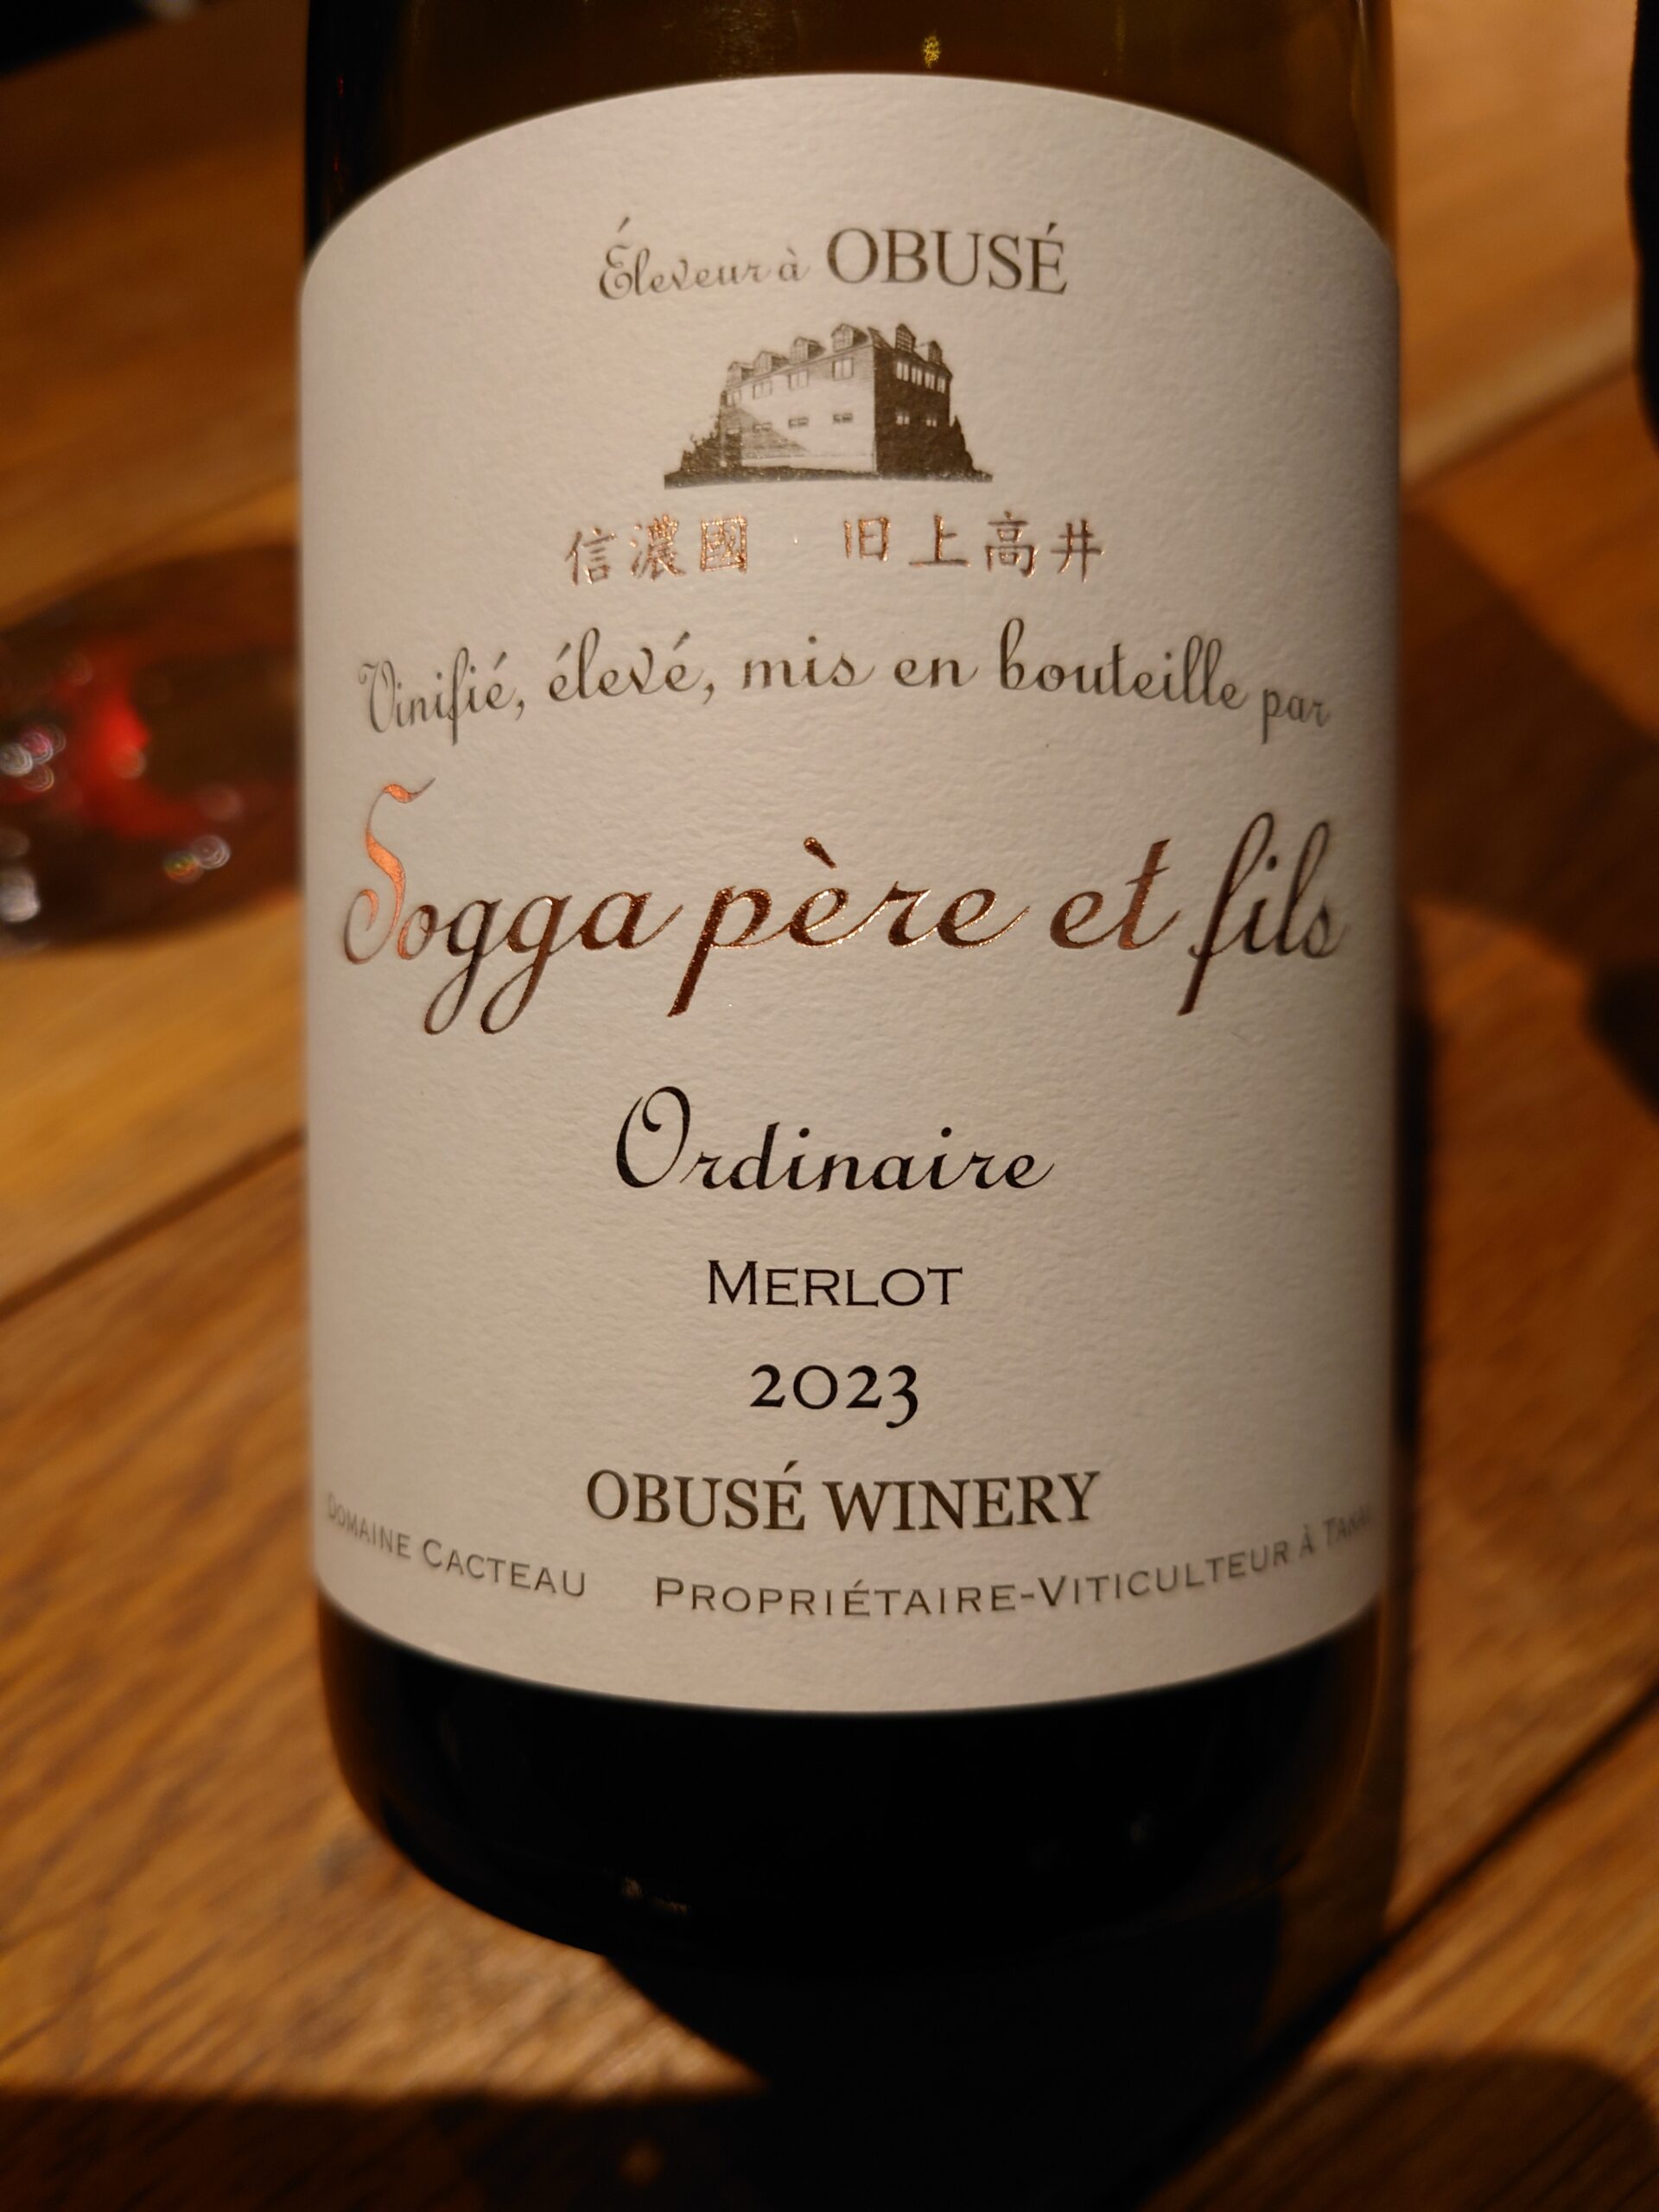 Éleveur à OBUSÉ
信濃國 旧上高井
Vinifié, élevé, mis en bouteille par
Sogga père et fils
Ordinaire
MERLOT
2023
OBUSÉ WINERY
DOMAINE CACTEAU PROPRIÉTAIRE-VITICULTEUR À